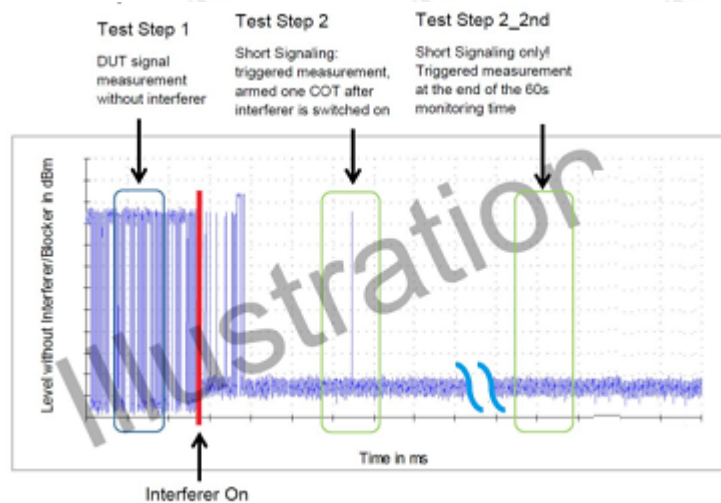 Test Step 1
DUT signal
measurement
without interferer
Test Step 2
Short Signaling:
triggered measurement,
armed one COT after
interferer is switched on
Test Step 2_2nd
Short Signaling only!
Triggered measurement
at the end of the 60s
monitoring time
Level without Interferer/Blocker in dBm
Illustration
Time in ms
Interferer On